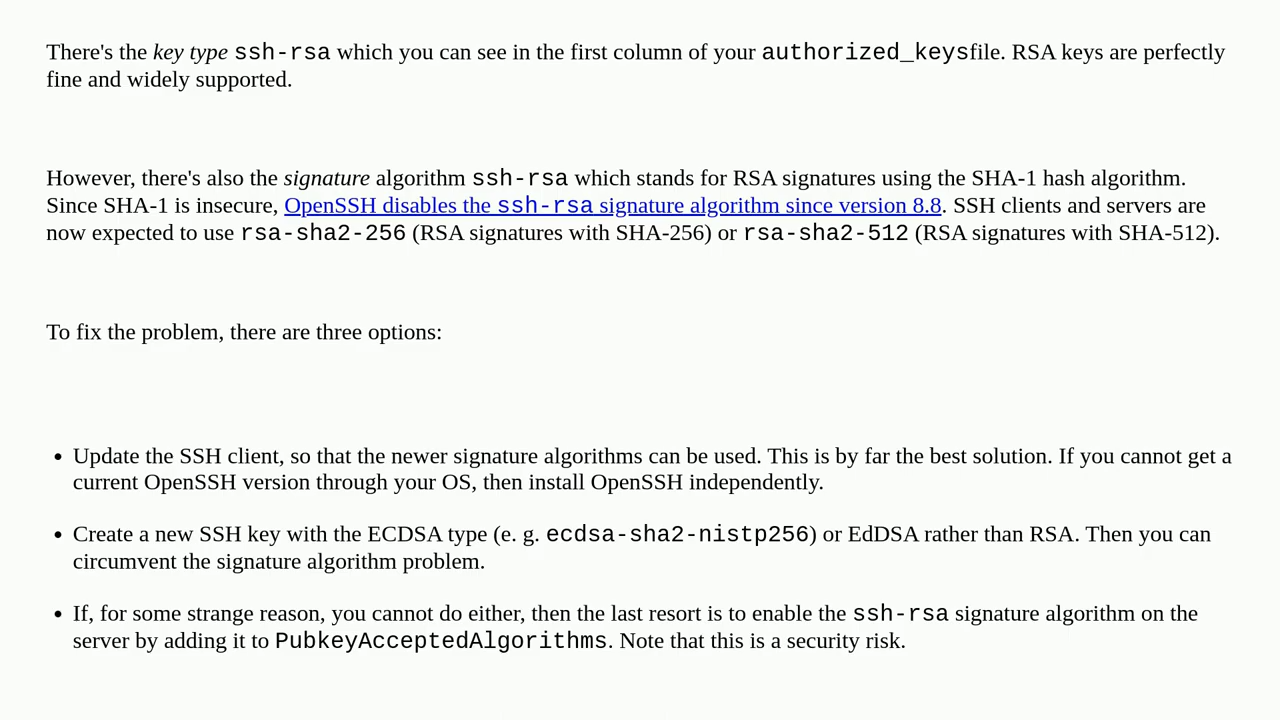 There's the key type ssh-rsa which you can see in the first column of your authorized_keysfile. RSA keys are perfectly
fine and widely supported.
However, there's also the signature algorithm ssh-rsa which stands for RSA signatures using the SHA-1 hash algorithm.
Since SHA-1 is insecure, OpenSSH disables the ssh-rsa signature algorithm since version 8.8. SSH clients and servers are
now expected to use rsa-sha2-256 (RSA signatures with SHA-256) or rsa-sha2-512 (RSA signatures with SHA-512).
To fix the problem, there are three options:
• Update the SSH client, so that the newer signature algorithms can be used. This is by far the best solution. If you cannot get a
current OpenSSH version through your OS, then install OpenSSH independently.
• Create a new SSH key with the ECDSA type (e. g. ecdsa-sha2-nistp256) or EdDSA rather than RSA. Then you can
circumvent the signature algorithm problem.
• If, for some strange reason, you cannot do either, then the last resort is to enable the ssh-rsa signature algorithm on the
server by adding it to PubkeyAcceptedAlgorithms. Note that this is a security risk.